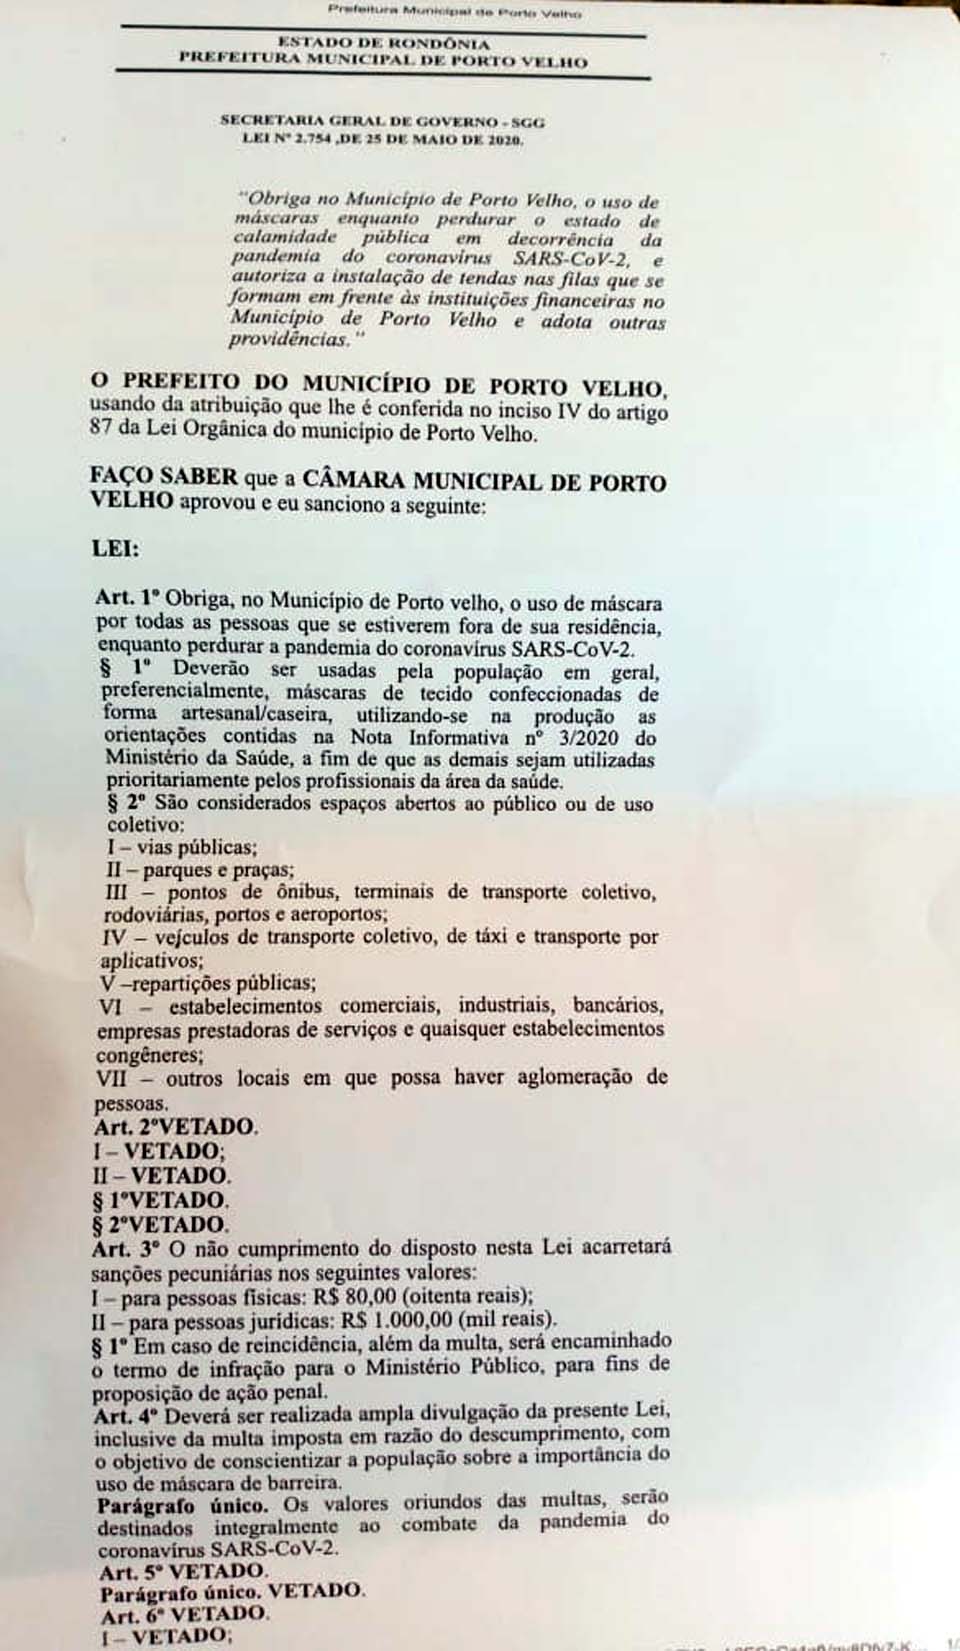 Prefeitura Municipal de Porto Velho
ESTADO DE RONDÔNIA
PREFEITURA MUNICIPAL DE PORTO VELHO
SECRETARIA GERAL DE GOVERNO - SGG
LEI Nº 2.754 ,DE 25 DE MAIO DE 2020.
"Obriga no Município de Porto Velho, o uso de
máscaras enquanto perdurar o estado de
calamidade pública em decorrência da
pandemia do coronavírus SARS-CoV-2, e
autoriza a instalação de tendas nas filas que se
formam em frente às instituições financeiras no
Município de Porto Velho e adota outras
providências."
O PREFEITO DO MUNICÍPIO DE PORTO VELHO,
usando da atribuição que lhe é conferida no inciso IV do artigo
87 da Lei Orgânica do município de Porto Velho.
FAÇO SABER que a CÂMARA MUNICIPAL DE PORTO
VELHO aprovou e eu sanciono a seguinte:
LEI:
Art. 1º Obriga, no Município de Porto velho, o uso de máscara
por todas as pessoas que se estiverem fora de sua residência,
enquanto perdurar a pandemia do coronavírus SARS-CoV-2.
§ 1º Deverão ser usadas pela população em geral,
preferencialmente, máscaras de tecido confeccionadas de
forma artesanal/caseira, utilizando-se na produção as
orientações contidas na Nota Informativa nº 3/2020 do
Ministério da Saúde, a fim de que as demais sejam utilizadas
prioritariamente pelos profissionais da área da saúde.
§ 2º São considerados espaços abertos ao público ou de uso
coletivo:
I – vias públicas;
II – parques e praças;
III – pontos de ônibus, terminais de transporte coletivo,
rodoviárias, portos e aeroportos;
IV – veículos de transporte coletivo, de táxi e transporte por
aplicativos;
V –repartições públicas;
VI – estabelecimentos comerciais, industriais, bancários,
empresas prestadoras de serviços e quaisquer estabelecimentos
congêneres;
VII – outros locais em que possa haver aglomeração de
pessoas.
Art. 2ºVETADO.
I – VETADO;
II – VETADO.
§ 1ºVETADO.
§ 2ºVETADO.
Art. 3º O não cumprimento do disposto nesta Lei acarretará
sanções pecuniárias nos seguintes valores:
I – para pessoas físicas: R$ 80,00 (oitenta reais);
II – para pessoas jurídicas: R$ 1.000,00 (mil reais).
§ 1º Em caso de reincidência, além da multa, será encaminhado
o termo de infração para o Ministério Público, para fins de
proposição de ação penal.
Art. 4º Deverá ser realizada ampla divulgação da presente Lei,
inclusive da multa imposta em razão do descumprimento, com
o objetivo de conscientizar a população sobre a importância do
uso de máscara de barreira.
Parágrafo único. Os valores oriundos das multas, serão
destinados integralmente ao combate da pandemia do
coronavírus SARS-CoV-2.
Art. 5º VETADO.
Parágrafo único. VETADO.
Art. 6º VETADO.
I – VETADO;